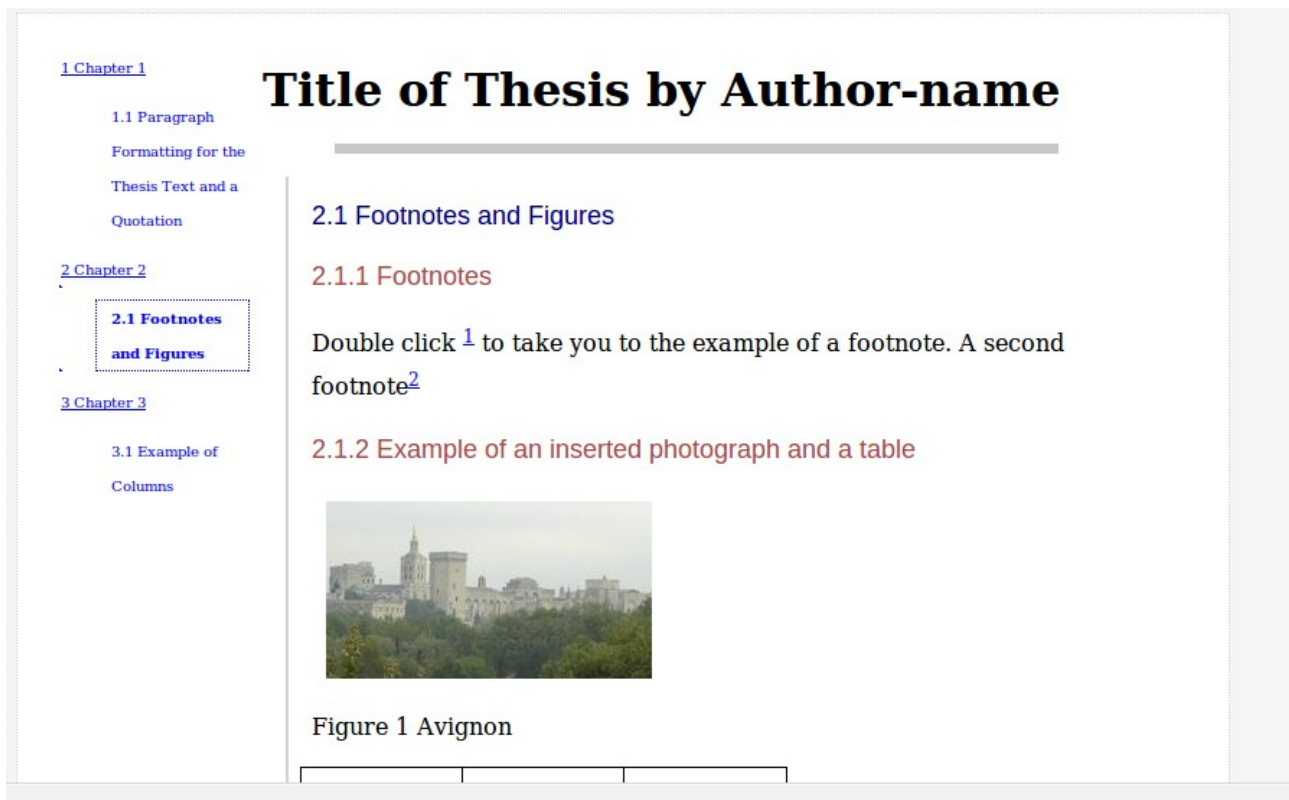 1 Chapter 1
1.1 Paragraph
Formatting for the
Thesis Text and a
Quotation
2 Chapter 2
2.1 Footnotes
and Figures
3 Chapter 3
3.1 Example of
Columns
Title of Thesis by Author-name
2.1 Footnotes and Figures
2.1.1 Footnotes
Double click 1 to take you to the example of a footnote. A second
footnote2
2.1.2 Example of an inserted photograph and a table
Figure 1 Avignon